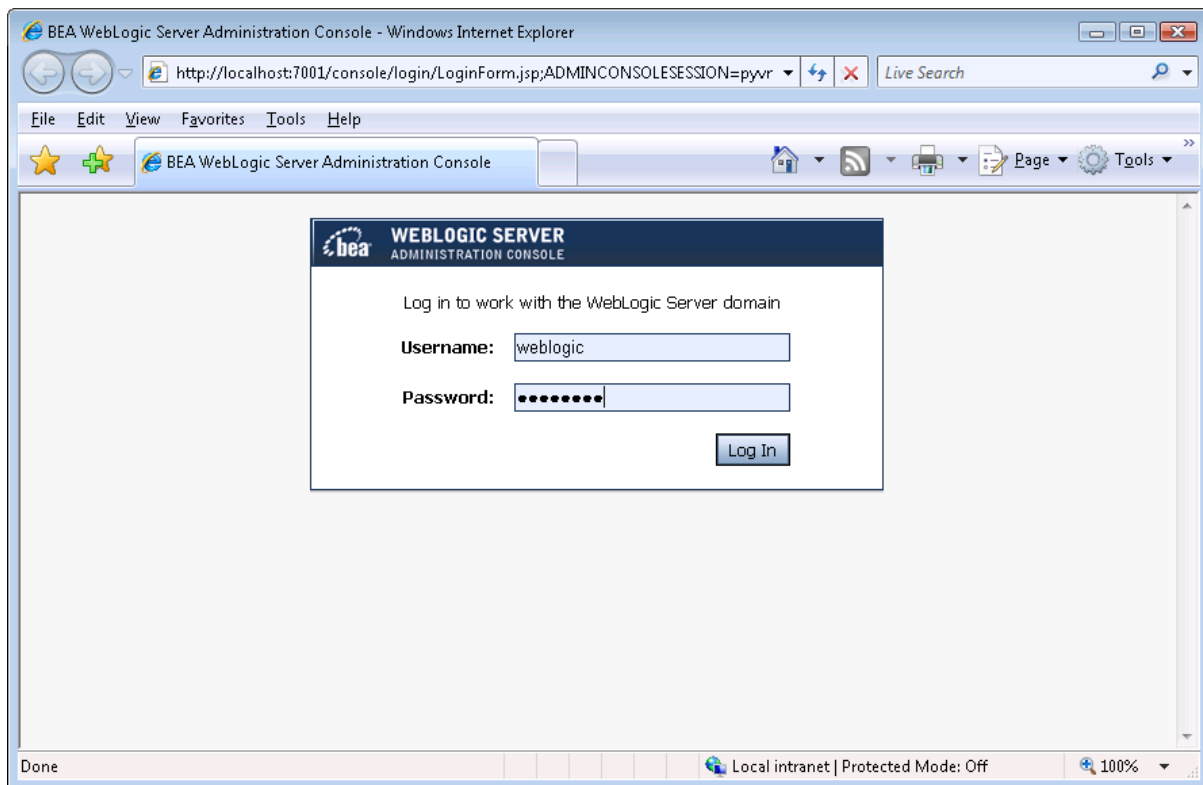 BEA WebLogic Server Administration Console - Windows Internet Explorer
http://localhost:7001/console/login/LoginForm.jsp;ADMINCONSOLESESSION=pyvr
Live Search
File Edit View Favorites Tools Help
BEA WebLogic Server Administration Console
Page Tools
bea
WEBLOGIC SERVER
ADMINISTRATION CONSOLE
Log in to work with the WebLogic Server domain
Username: weblogic
Password: ••••••••
Log In
Done
Local intranet | Protected Mode: Off
100%